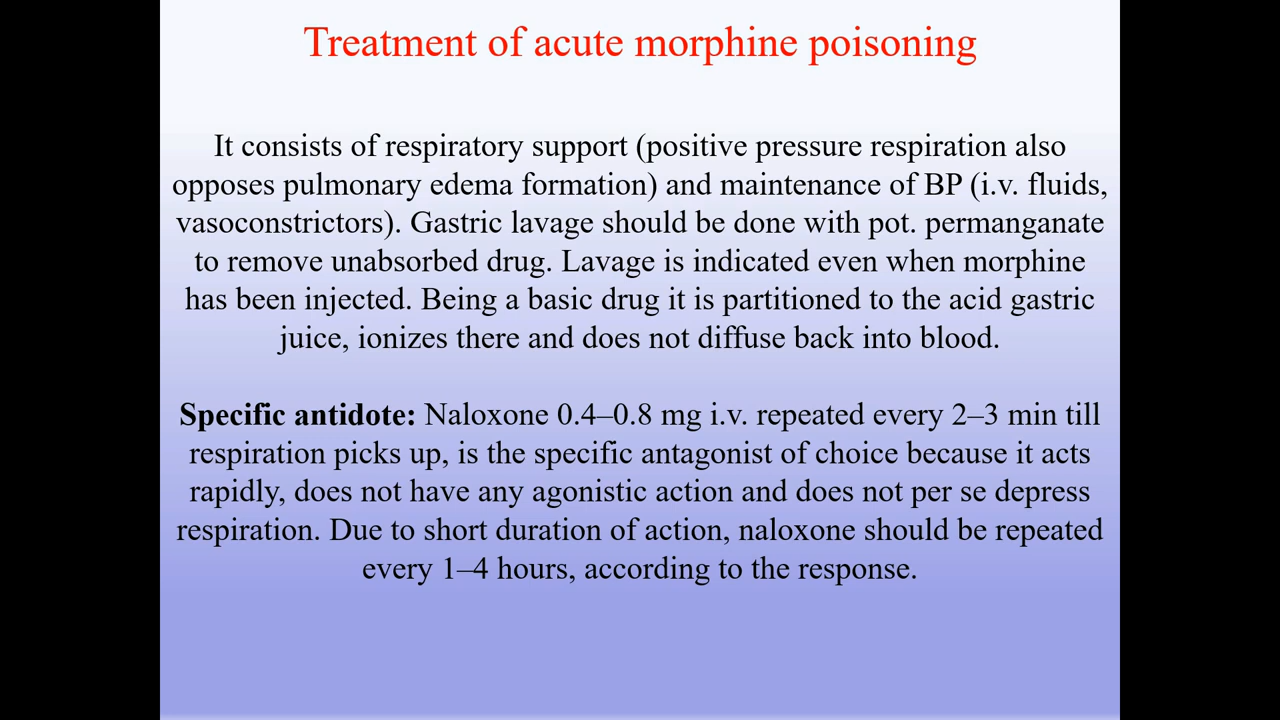 Treatment of acute morphine poisoning
It consists of respiratory support (positive pressure respiration also
opposes pulmonary edema formation) and maintenance of BP (i.v. fluids,
vasoconstrictors). Gastric lavage should be done with pot. permanganate
to remove unabsorbed drug. Lavage is indicated even when morphine
has been injected. Being a basic drug it is partitioned to the acid gastric
juice, ionizes there and does not diffuse back into blood.
Specific antidote: Naloxone 0.4–0.8 mg i.v. repeated every 2–3 min till
respiration picks up, is the specific antagonist of choice because it acts
rapidly, does not have any agonistic action and does not per se depress
respiration. Due to short duration of action, naloxone should be repeated
every 1–4 hours, according to the response.